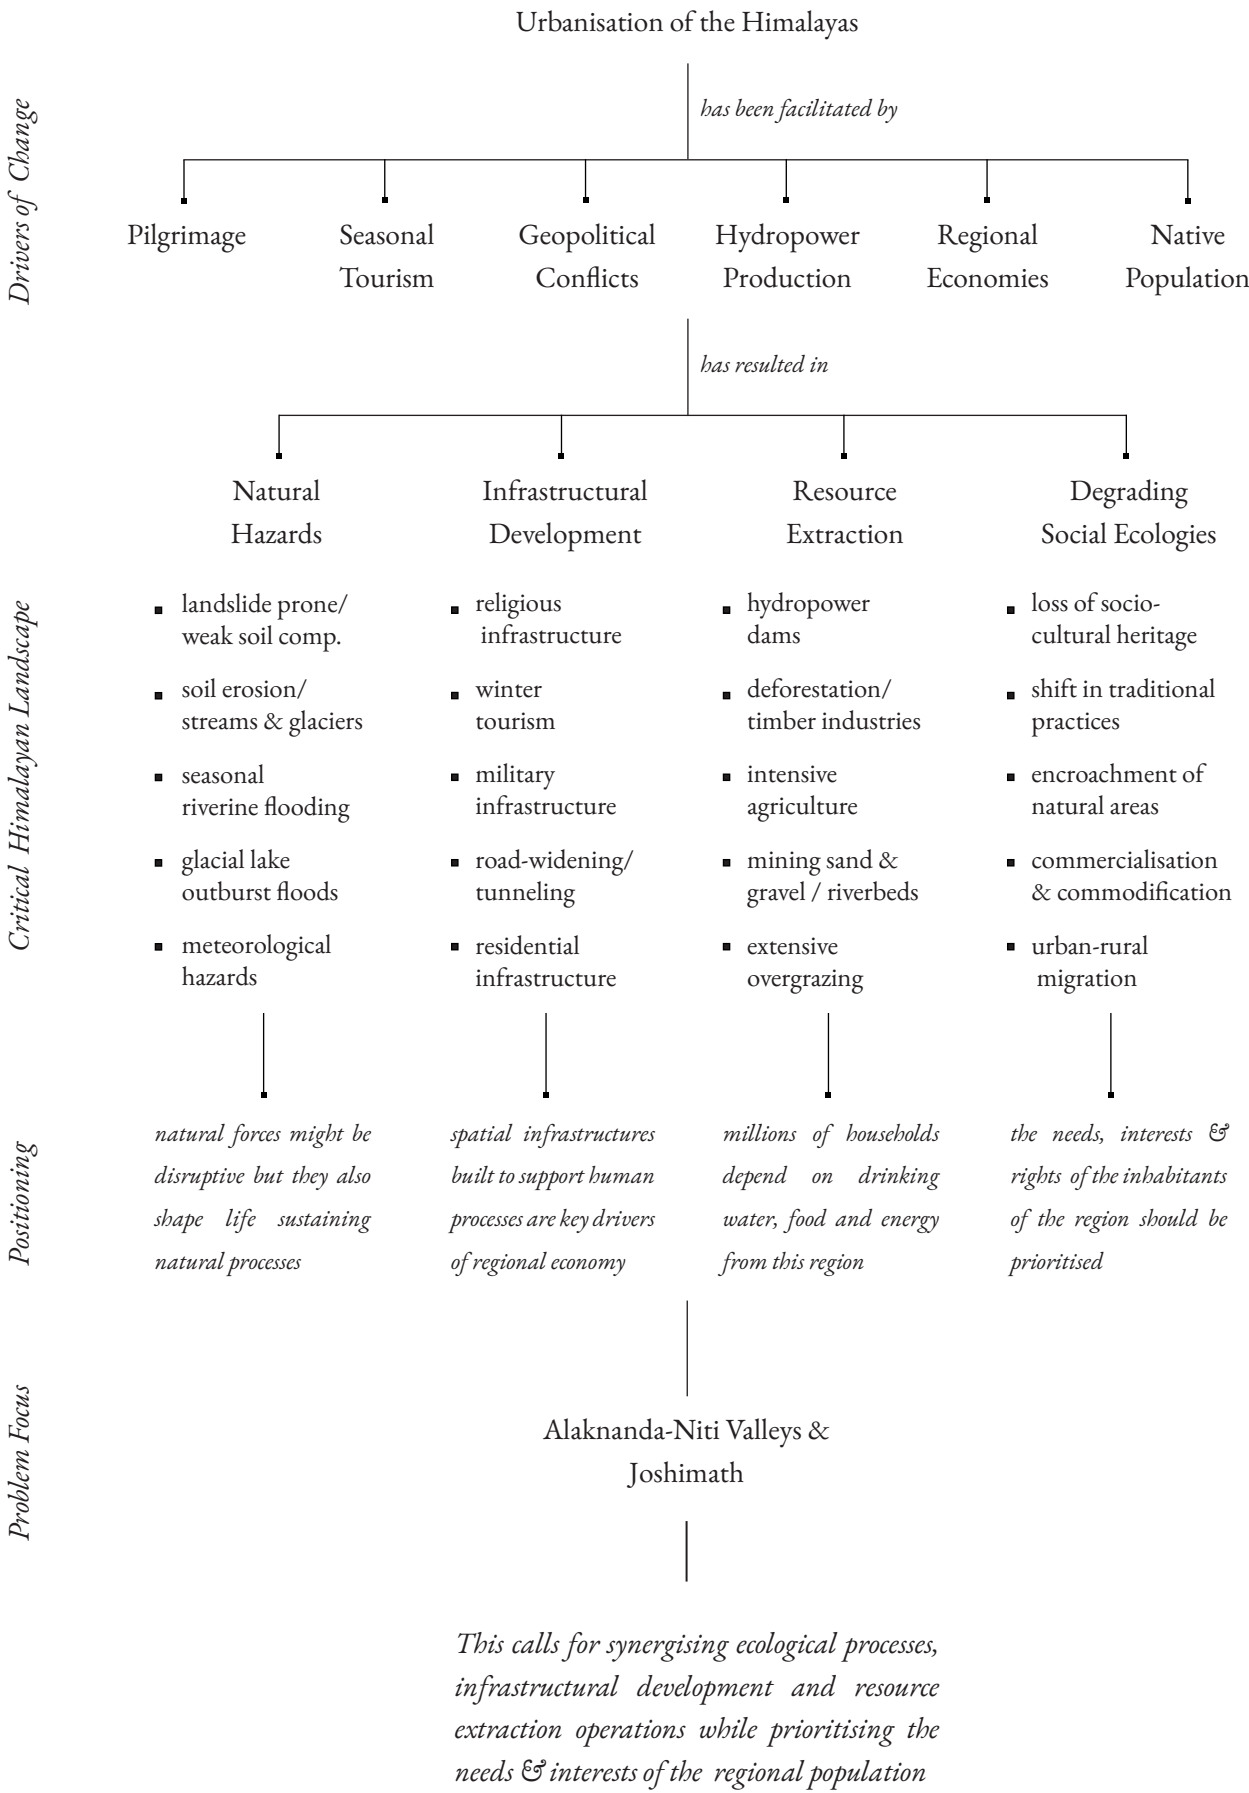 Urbanisation of the Himalayas
has been facilitated by
Drivers of Change
Pilgrimage
Seasonal
Tourism
Geopolitical
Conflicts
Hydropower
Production
Regional
Economies
Native
Population
has resulted in
Critical Himalayan Landscape
Natural
Hazards
landslide prone/
weak soil comp.
soil erosion/
streams & glaciers
seasonal
riverine flooding
glacial lake
outburst floods
meteorological
hazards
Infrastructural
Development
religious
infrastructure
winter
tourism
military
infrastructure
road-widening/
tunneling
residential
infrastructure
Resource
Extraction
hydropower
dams
deforestation/
timber industries
intensive
agriculture
mining sand &
gravel / riverbeds
extensive
overgrazing
Degrading
Social Ecologies
loss of socio-
cultural heritage
shift in traditional
practices
encroachment of
natural areas
commercialisation
& commodification
urban-rural
migration
Positioning
natural forces might be
disruptive but they also
shape life sustaining
natural processes
spatial infrastructures
built to support human
processes are key drivers
of regional economy
millions of households
depend on drinking
water, food and energy
from this region
the needs, interests &
rights of the inhabitants
of the region should be
prioritised
Problem Focus
Alaknanda-Niti Valleys &
Joshimath
This calls for synergising ecological processes,
infrastructural development and resource
extraction operations while prioritising the
needs & interests of the regional population